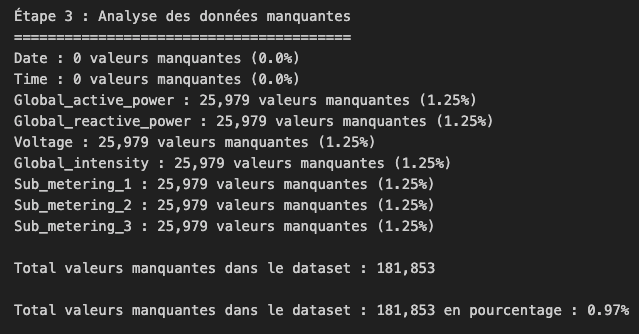 Étape 3 : Analyse des données manquantes
========================================
Date : 0 valeurs manquantes (0.0%)
Time : 0 valeurs manquantes (0.0%)
Global_active_power : 25,979 valeurs manquantes (1.25%)
Global_reactive_power : 25,979 valeurs manquantes (1.25%)
Voltage : 25,979 valeurs manquantes (1.25%)
Global_intensity : 25,979 valeurs manquantes (1.25%)
Sub_metering_1 : 25,979 valeurs manquantes (1.25%)
Sub_metering_2 : 25,979 valeurs manquantes (1.25%)
Sub_metering_3 : 25,979 valeurs manquantes (1.25%)
Total valeurs manquantes dans le dataset : 181,853
Total valeurs manquantes dans le dataset : 181,853 en pourcentage : 0.97%